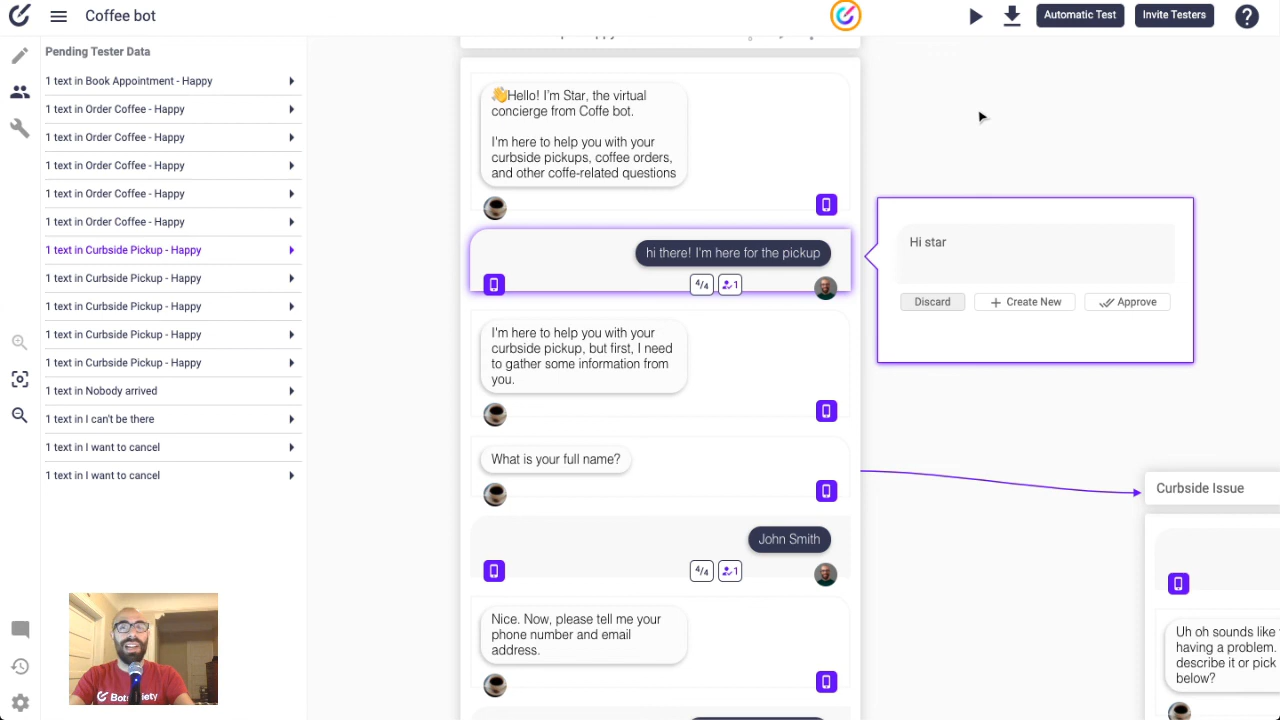 Coffee bot
Automatic Test
Invite Testers
?
Pending Tester Data
1 text in Book Appointment - Happy
1 text in Order Coffee - Happy
1 text in Order Coffee - Happy
1 text in Order Coffee - Happy
1 text in Order Coffee - Happy
1 text in Order Coffee - Happy
1 text in Curbside Pickup - Happy
1 text in Curbside Pickup - Happy
1 text in Curbside Pickup - Happy
1 text in Curbside Pickup - Happy
1 text in Curbside Pickup - Happy
1 text in Nobody arrived
1 text in I can't be there
1 text in I want to cancel
1 text in I want to cancel
👋Hello! I'm Star, the virtual
concierge from Coffe bot.
I'm here to help you with your
curbside pickups, coffee orders,
and other coffe-related questions
hi there! I'm here for the pickup
4/4
1
Hi star
Discard
Create New
Approve
I'm here to help you with your
curbside pickup, but first, I need
to gather some information from
you.
What is your full name?
John Smith
4/4
1
Nice. Now, please tell me your
phone number and email
address.
Curbside Issue
Uh oh sounds like
having a problem.
describe it or pick
below?